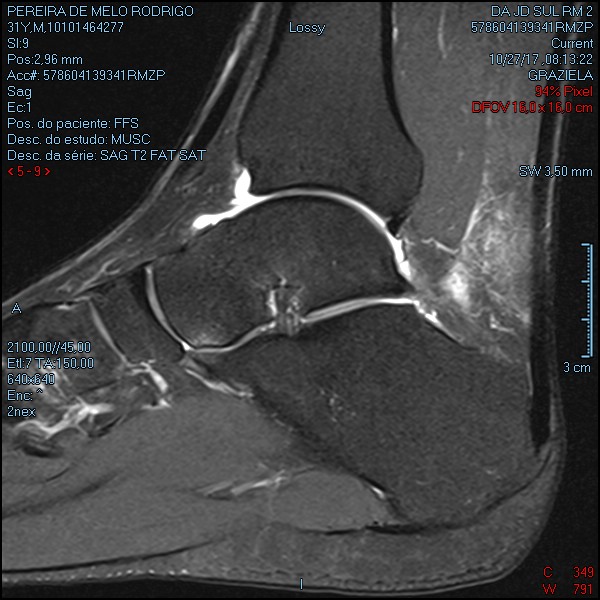 PEREIRA DE MELO RODRIGO
31Y,M,10101464277
Sl:9
Pos:2,96 mm
Acc#: 578604139341RMZP
Sag
Ec:1
Pos. do paciente: FFS
Desc. do estudo: MUSC
Desc. da série: SAG T2 FAT SAT
< 5 - 9 >
Lossy
DA JD SUL RM 2
578604139341RMZP
Current
10/27/17 ,08:13:22
GRAZIELA
94% Pixel
DFOV 16,0 x 16,0 cm
SW 3,50 mm
A
2100,00//45,00
Etl:7 TA:150,00
640x640
Enc: ^
2nex
3 cm
I
C 349
W 791